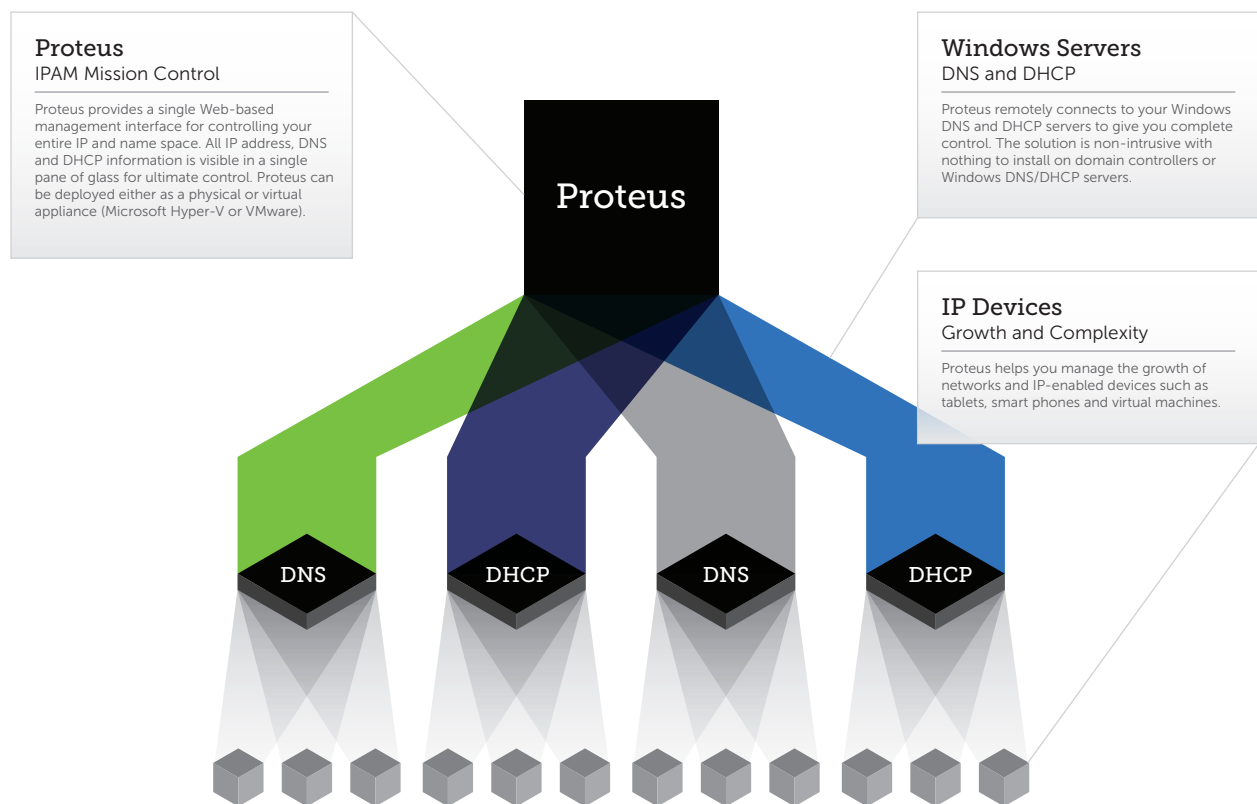 Proteus
IPAM Mission Control
Proteus provides a single Web-based
management interface for controlling your
entire IP and name space. All IP address, DNS
and DHCP information is visible in a single
pane of glass for ultimate control. Proteus can
be deployed either as a physical or virtual
appliance (Microsoft Hyper-V or VMware).
Windows Servers
DNS and DHCP
Proteus remotely connects to your Windows
DNS and DHCP servers to give you complete
control. The solution is non-intrusive with
nothing to install on domain controllers or
Windows DNS/DHCP servers.
Proteus
IP Devices
Growth and Complexity
Proteus helps you manage the growth of
networks and IP-enabled devices such as
tablets, smart phones and virtual machines.
DNS
DHCP
DNS
DHCP